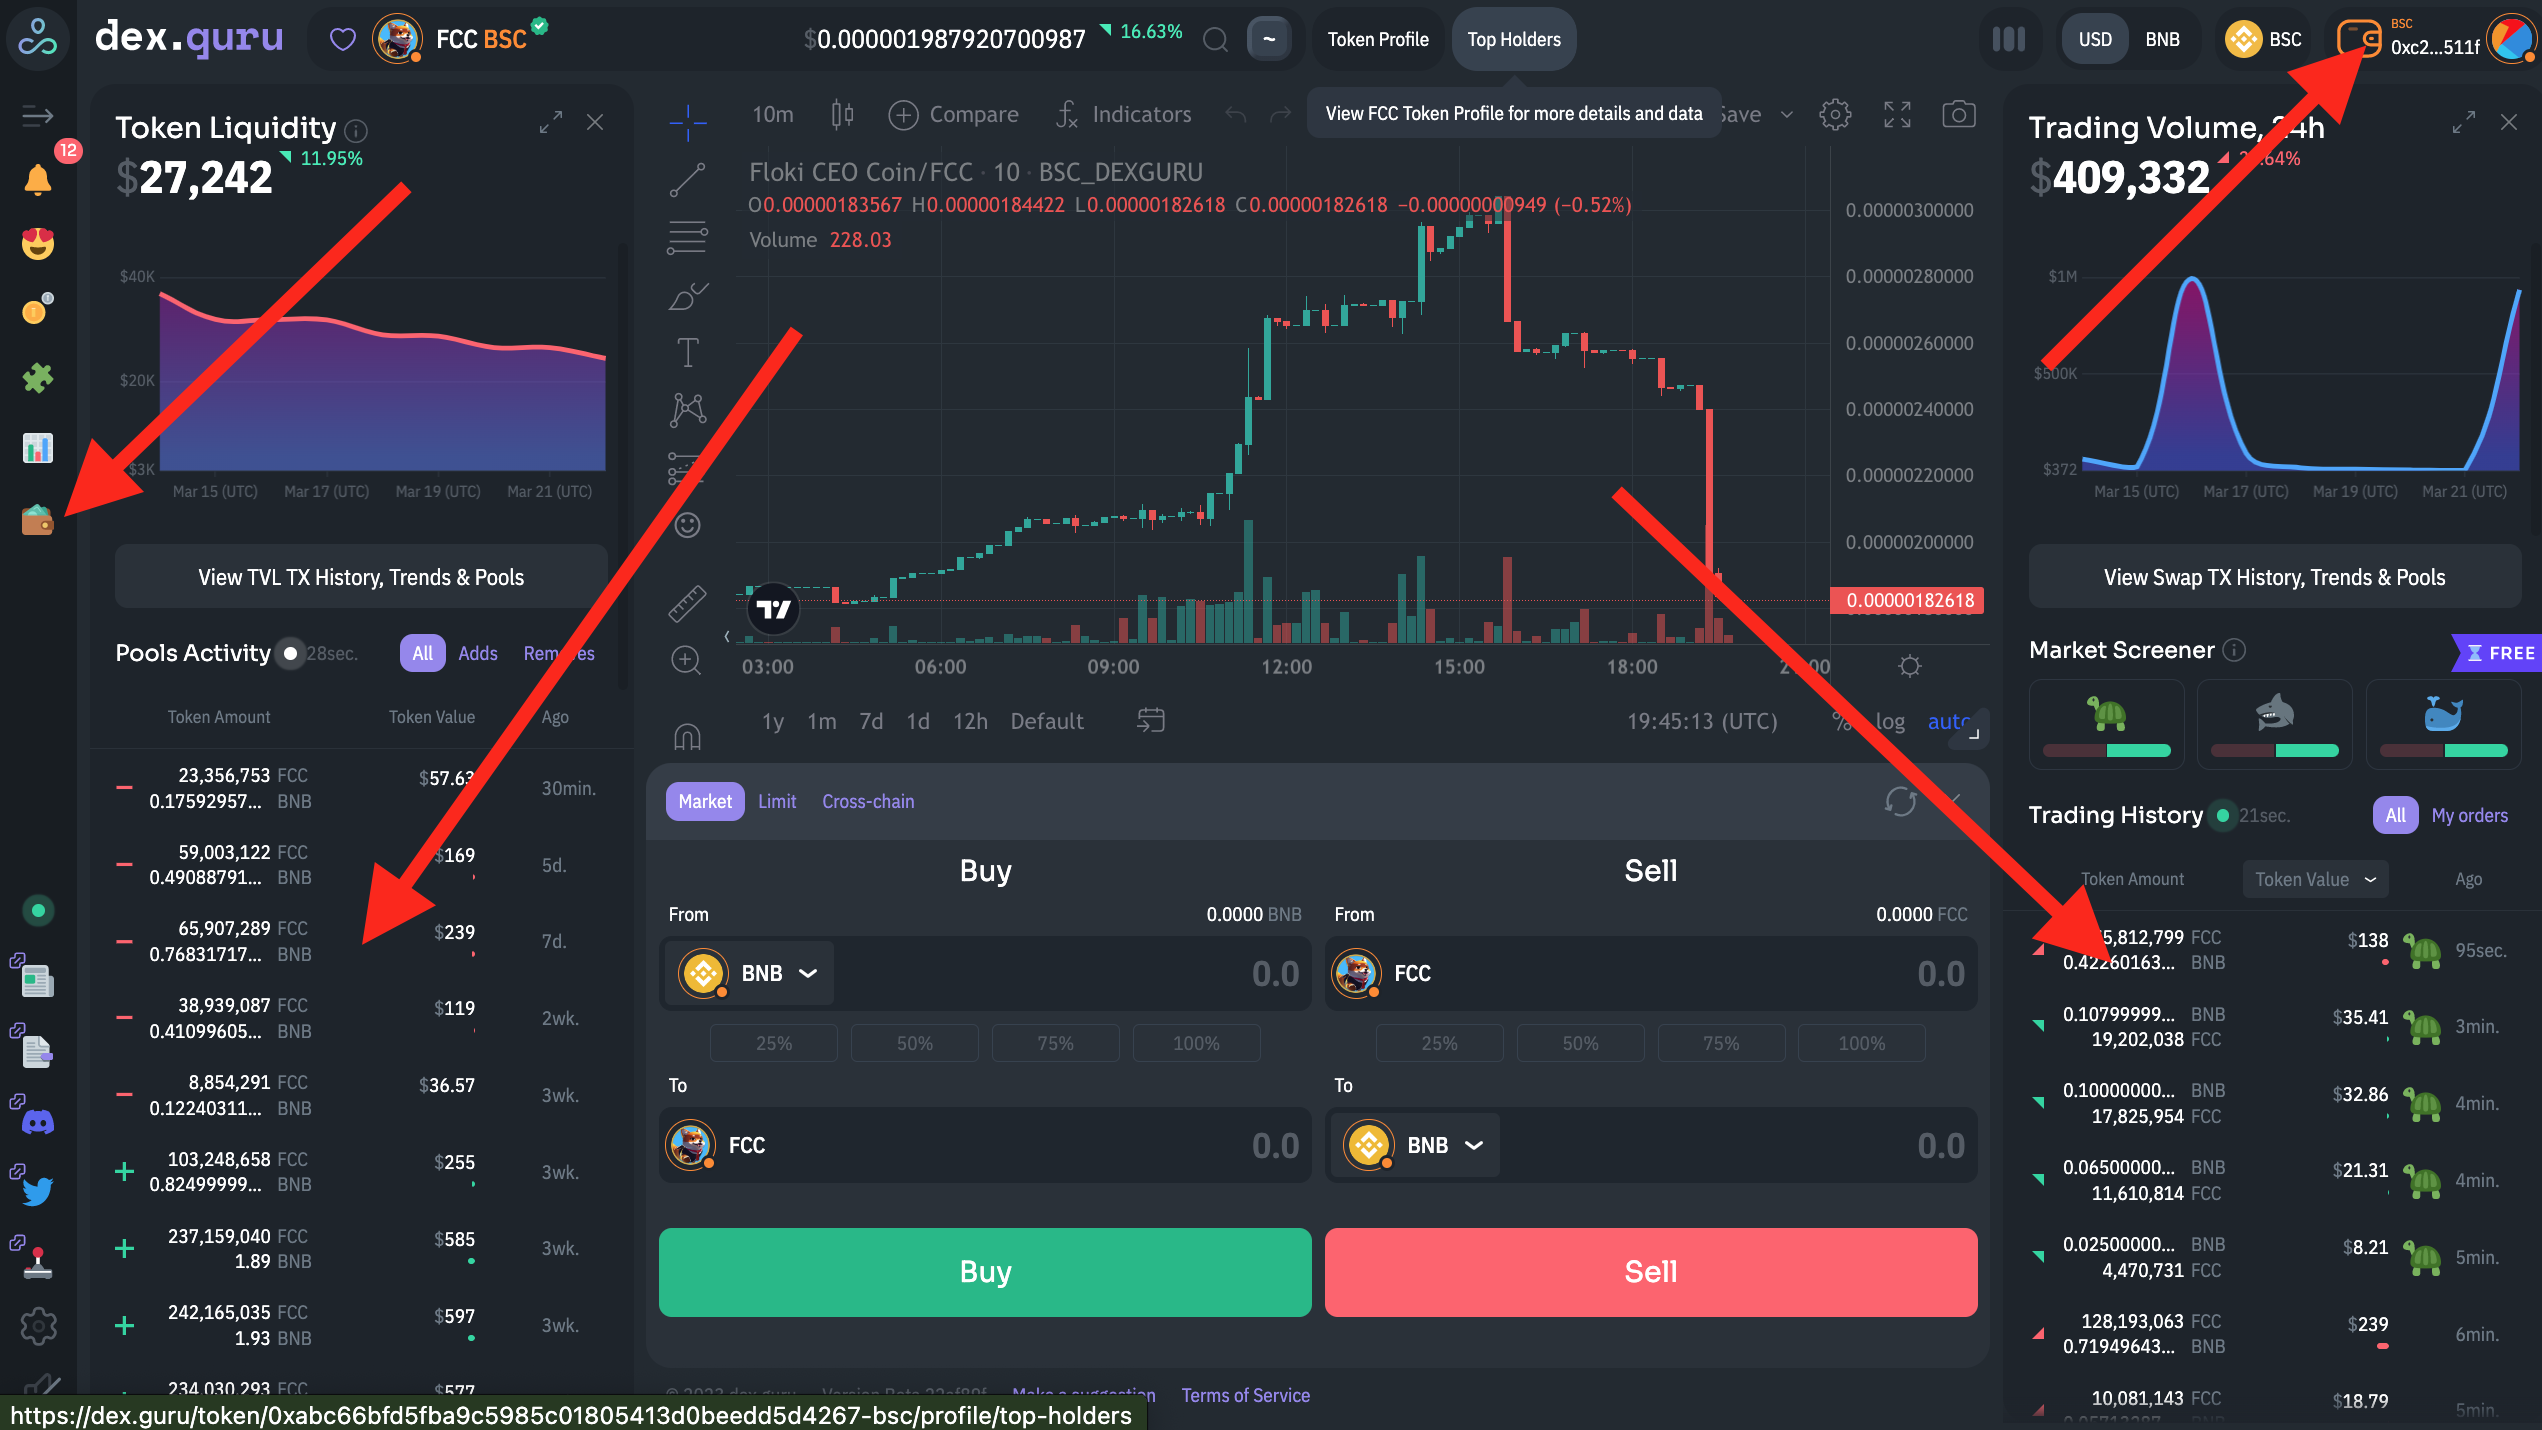 dex.guru
FCC BSC
$0.000001987920700987
16.63%
~
Token Profile
Top Holders
USD
BNB
BSC
BSC
0xc2...511f
12
Token Liquidity
$27,242
11.95%
$40K
$20K
$3K
Mar 15 (UTC)
Mar 17 (UTC)
Mar 19 (UTC)
Mar 21 (UTC)
View TVL TX History, Trends & Pools
Pools Activity
28sec.
All
Adds
Token Amount
Token Value
Ago
23,356,753 FCC
0.17592957... BNB
$57.63
30min.
59,003,122 FCC
0.49088791... BNB
$169
5d.
65,907,289 FCC
0.76831717... BNB
$239
7d.
38,939,087 FCC
0.41099605... BNB
$119
2wk.
8,854,291 FCC
0.12240311... BNB
$36.57
3wk.
103,248,658 FCC
0.82499999... BNB
$255
3wk.
237,159,040 FCC
1.89 BNB
$585
3wk.
242,165,035 FCC
1.93 BNB
$597
3wk.
234,030,293 FCC
$577
10m
Compare
Indicators
View FCC Token Profile for more details and data
Save
Floki CEO Coin/FCC · 10 · BSC_DEXGURU
O0.00000183567 H0.00000184422 L0.00000182618 C0.00000182618 −0.00000000949 (−0.52%)
Volume 228.03
0.00000300000
0.00000280000
0.00000260000
0.00000240000
0.00000220000
0.00000200000
0.00000182618
03:00
06:00
09:00
12:00
15:00
18:00
1y
1m
7d
1d
12h
Default
19:45:13 (UTC)
%
log
auto
Market
Limit
Cross-chain
Buy
From
0.0000 BNB
BNB
0.0
25%
50%
75%
100%
To
FCC
0.0
Buy
Sell
From
0.0000 FCC
FCC
0.0
25%
50%
75%
100%
To
BNB
0.0
Sell
Terms of Service
https://dex.guru/token/0xabc66bfd5fba9c5985c01805413d0beedd5d4267-bsc/profile/top-holders
Trading Volume, 24h
$409,332
$1M
$500K
$372
Mar 15 (UTC)
Mar 17 (UTC)
Mar 19 (UTC)
Mar 21 (UTC)
View Swap TX History, Trends & Pools
Market Screener
FREE
Trading History
21sec.
All
My orders
Token Amount
Token Value
Ago
FCC
0.42260163... BNB
$138
95sec.
0.10799999... BNB
19,202,038 FCC
$35.41
3min.
0.10000000... BNB
17,825,954 FCC
$32.86
4min.
0.06500000... BNB
11,610,814 FCC
$21.31
4min.
0.02500000... BNB
4,470,731 FCC
$8.21
5min.
128,193,063 FCC
0.71949643... BNB
$239
6min.
10,081,143 FCC
$18.79
5min.